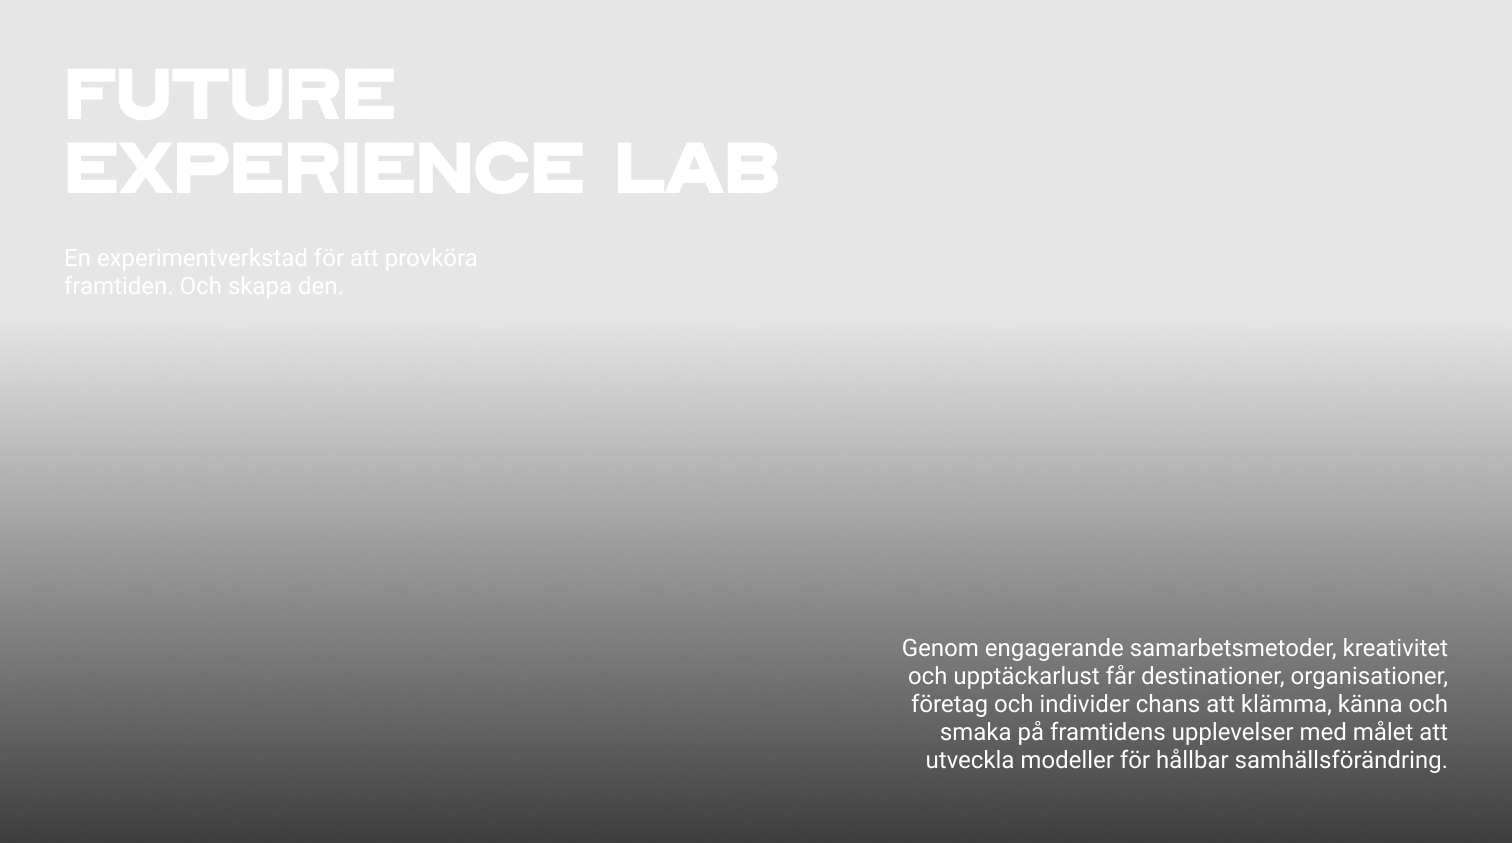 FUTURE
EXPERIENCE LAB
En experimentverkstad för att provköra
framtiden. Och skapa den.
Genom engagerande samarbetsmetoder, kreativitet
och upptäckarlust får destinationer, organisationer,
företag och individer chans att klämma, känna och
smaka på framtidens upplevelser med målet att
utveckla modeller för hållbar samhällsförändring.